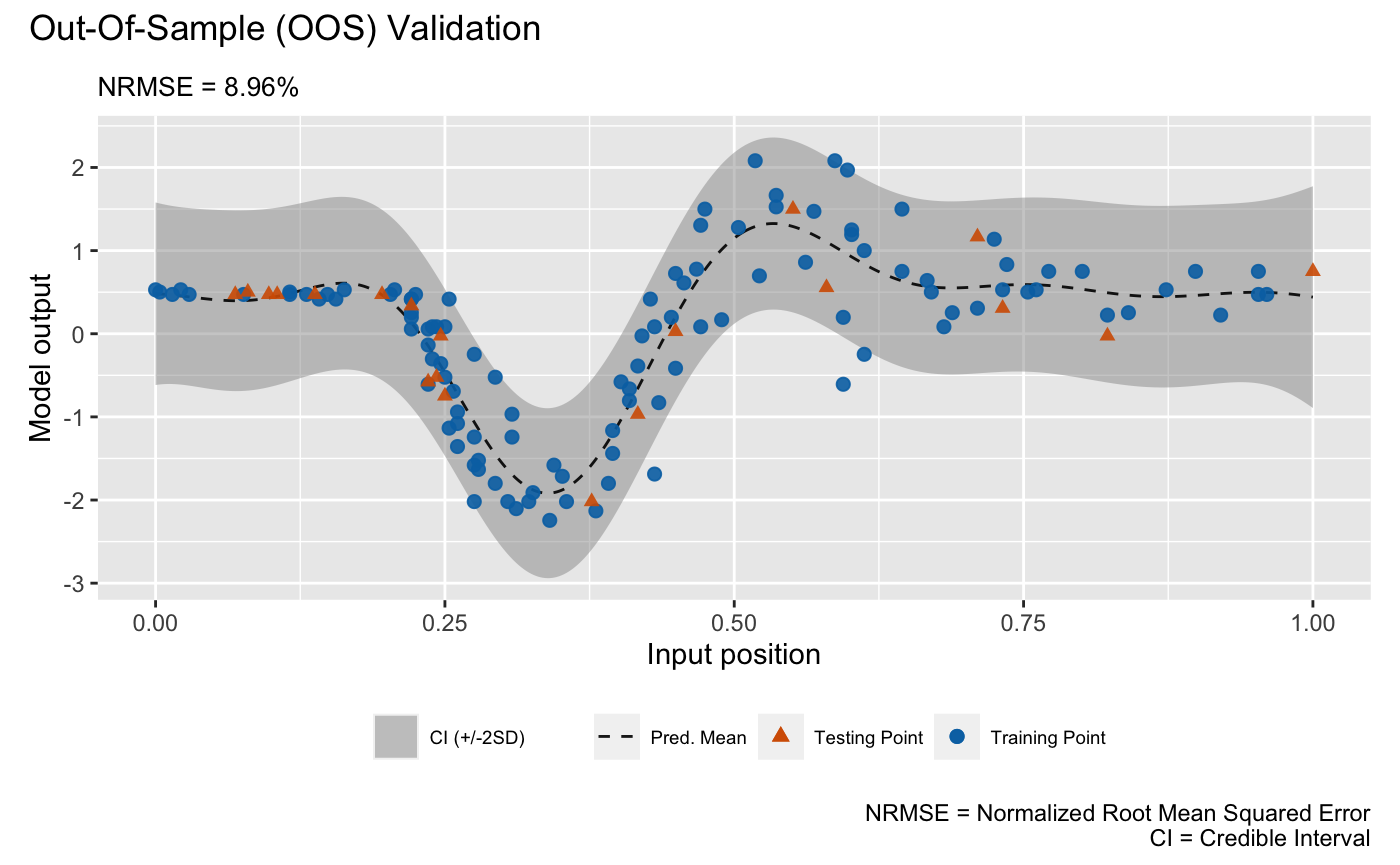 Out-Of-Sample (OOS) Validation
NRMSE = 8.96%
2
1
0
-1
-2
-3
Model output
0.00 0.25 0.50 0.75 1.00
Input position
CI (+/-2SD) Pred. Mean Testing Point Training Point
NRMSE = Normalized Root Mean Squared Error
CI = Credible Interval